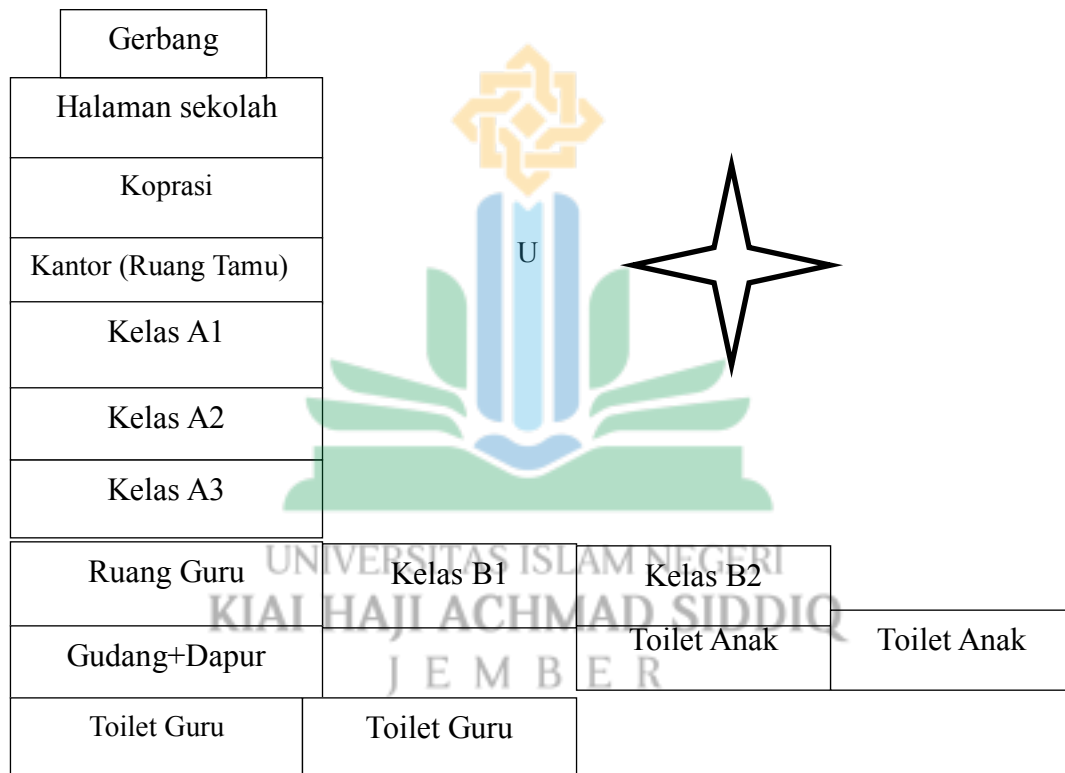 Gerbang
Halaman sekolah
Koprasi
Kantor (Ruang Tamu)
U
Kelas A1
Kelas A2
Kelas A3
Ruang Guru
Kelas B1
Kelas B2
Gudang+Dapur
Toilet Anak
Toilet Anak
Toilet Guru
Toilet Guru
UNIVERSITAS ISLAM NEGERI
KIAI HAJI ACHMAD SIDDIQ
JEMBER